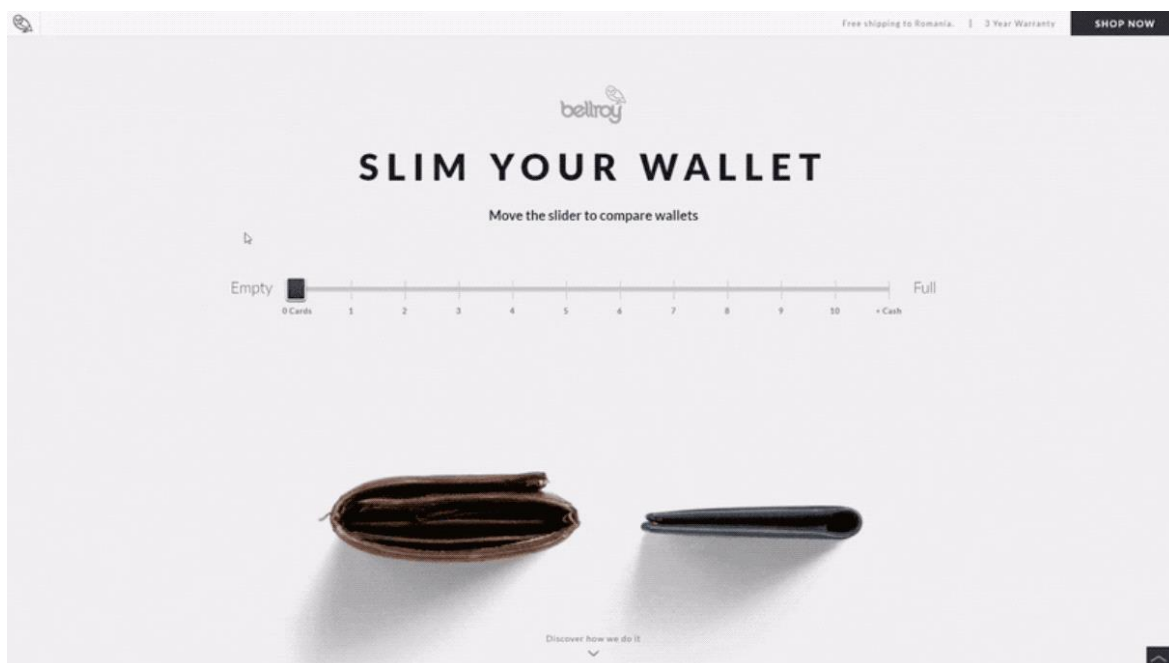 Free shipping to Romania. | 3 Year Warranty SHOP NOW
bellroy
SLIM YOUR WALLET
Move the slider to compare wallets
Empty Full
0 Cards 1 2 3 4 5 6 7 8 9 10 + Cash
Discover how we do it